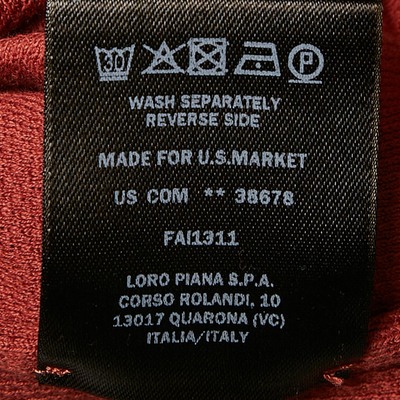 30
P
WASH SEPARATELY
REVERSE SIDE
MADE FOR U.S.MARKET
US COM ** 38678
FAI1311
LORO PIANA S.P.A.
CORSO ROLANDI, 10
13017 QUARONA (VC)
ITALIA/ITALY